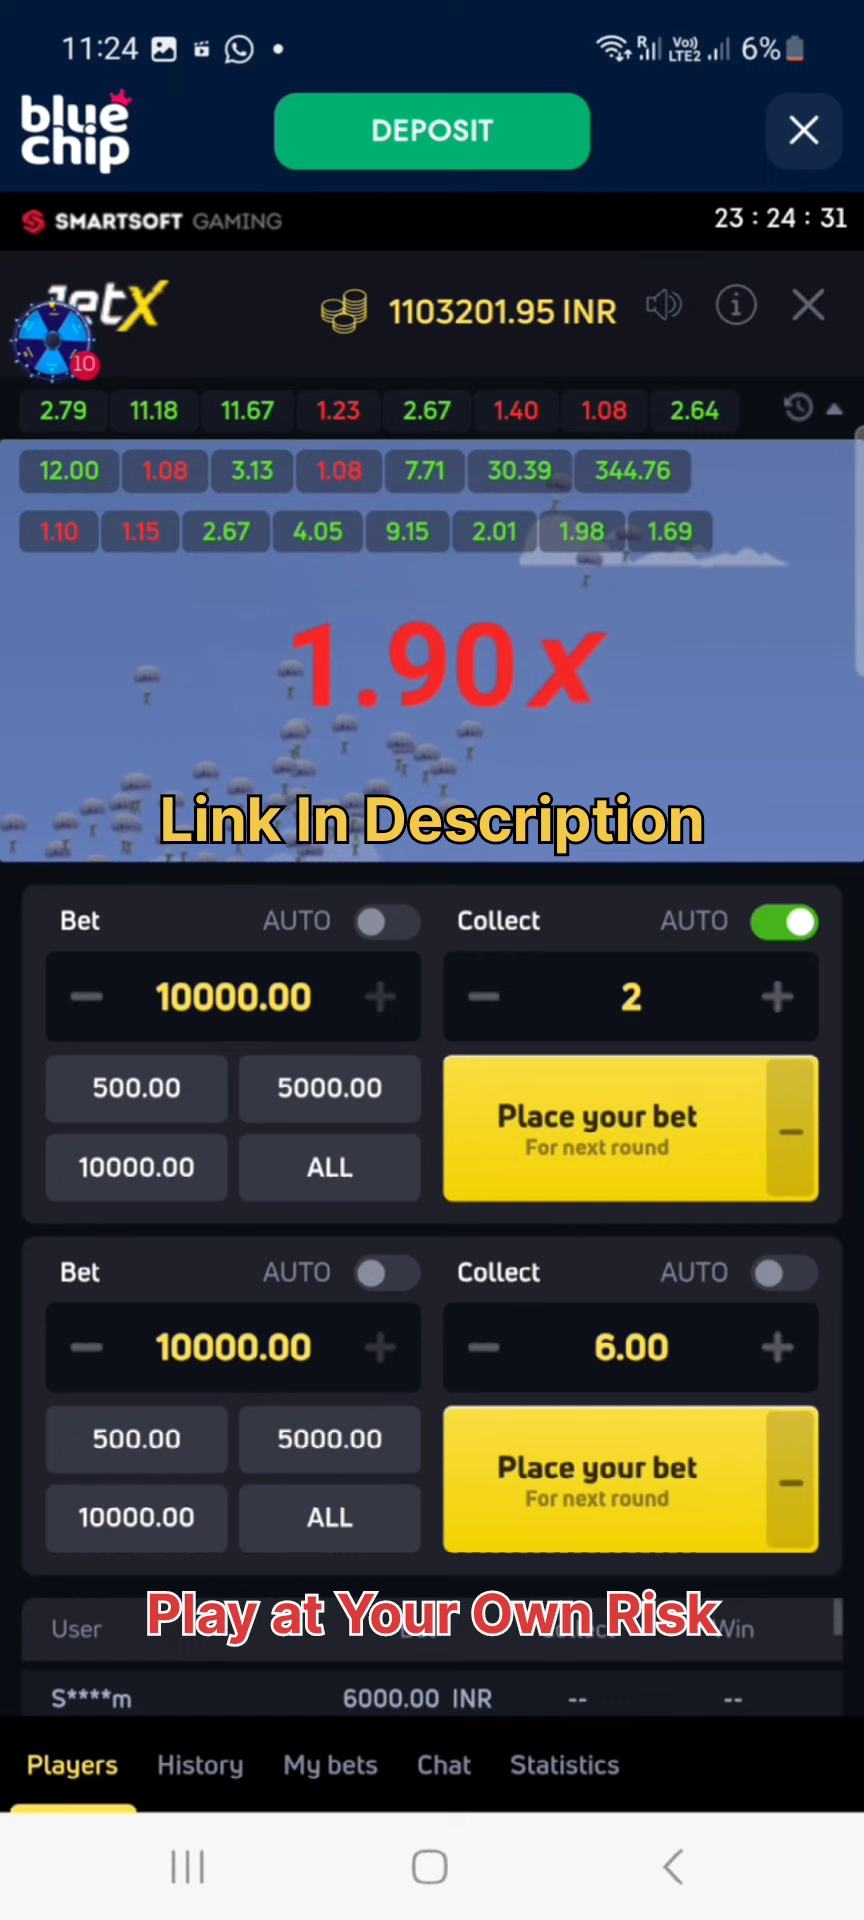 11:24
R Vo)) LTE2 6%
blue chip
DEPOSIT
SMARTSOFT GAMING 23 : 24 : 31
JetX
10
1103201.95 INR
2.79 11.18 11.67 1.23 2.67 1.40 1.08 2.64
12.00 1.08 3.13 1.08 7.71 30.39 344.76
1.10 1.15 2.67 4.05 9.15 2.01 1.98 1.69
1.90x
Link In Description
Bet AUTO Collect AUTO
10000.00 2
500.00 5000.00
Place your bet
For next round
10000.00 ALL
Bet AUTO Collect AUTO
10000.00 6.00
500.00 5000.00
Place your bet
For next round
10000.00 ALL
Play at Your Own Risk
User Win
S****m 6000.00 INR -- --
Players History My bets Chat Statistics